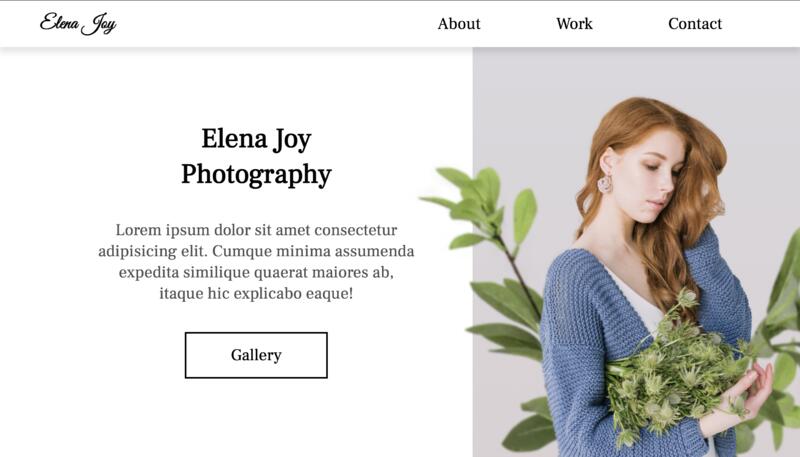 Elena Joy
About
Work
Contact
Elena Joy
Photography
Lorem ipsum dolor sit amet consectetur
adipisicing elit. Cumque minima assumenda
expedita similique quaerat maiores ab,
itaque hic explicabo eaque!
Gallery